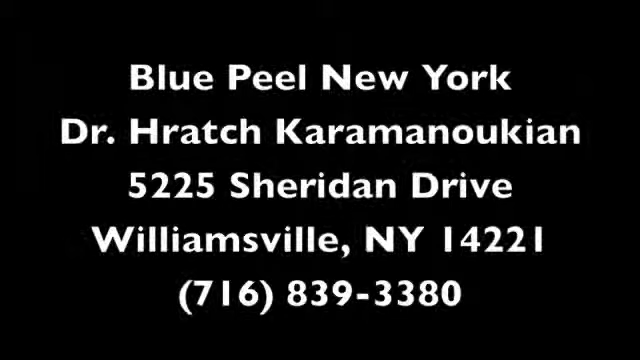 Blue Peel New York
Dr. Hratch Karamanoukian
5225 Sheridan Drive
Williamsville, NY 14221
(716) 839-3380